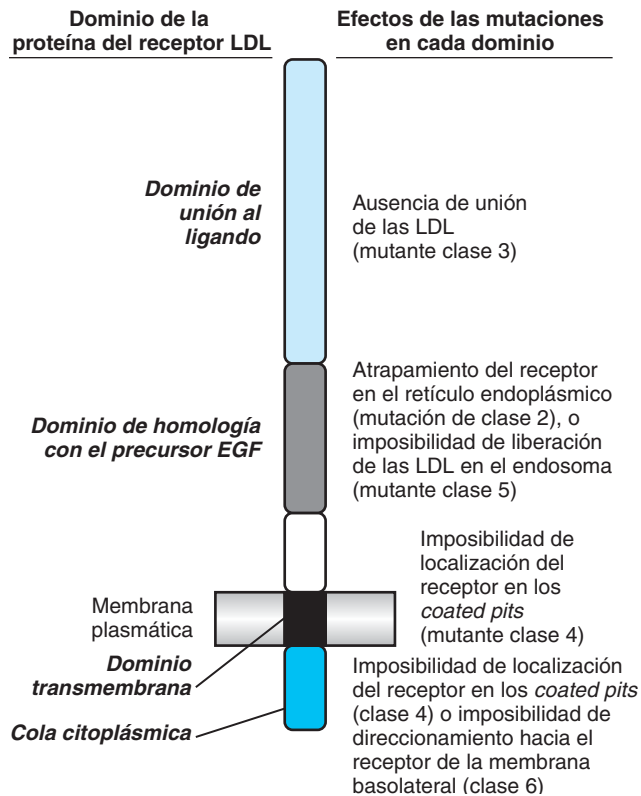 Dominio de la
proteína del receptor LDL
Efectos de las mutaciones
en cada dominio
Dominio de
unión al
ligando
Ausencia de unión
de las LDL
(mutante clase 3)
Dominio de homología
con el precursor EGF
Atrapamiento del receptor
en el retículo endoplásmico
(mutación de clase 2), o
imposibilidad de liberación
de las LDL en el endosoma
(mutante clase 5)
Imposibilidad de
localización del
receptor en los
coated pits
(mutante clase 4)
Membrana
plasmática
Dominio
transmembrana
Cola citoplásmica
Imposibilidad de localización
del receptor en los coated pits
(clase 4) o imposibilidad de
direccionamiento hacia el
receptor de la membrana
basolateral (clase 6)